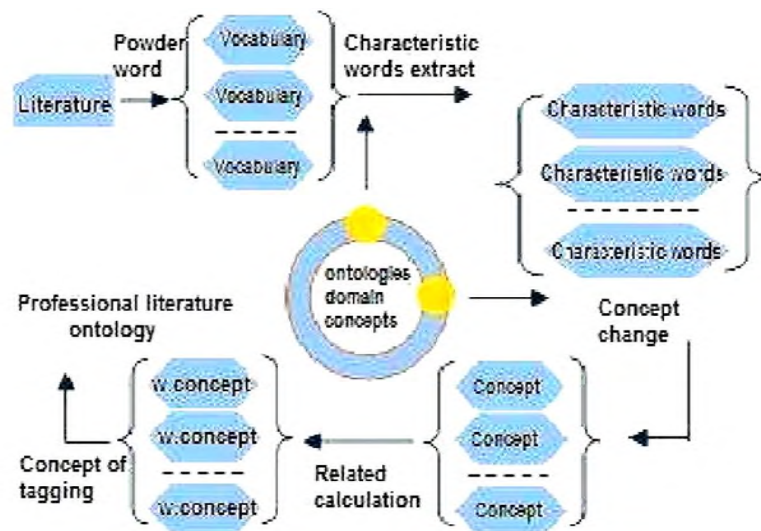 Powder
word
Vocabulary
Vocabulary
Vocabulary
Characteristic
words extract
Literature
Characteristic words
Characteristic words
Characteristic words
ontologies
domain
concepts
Professional literature
ontology
Concept
change
w.concept
w.concept
w.concept
Concept
Concept
Concept
Concept of
tagging
Related
calculation